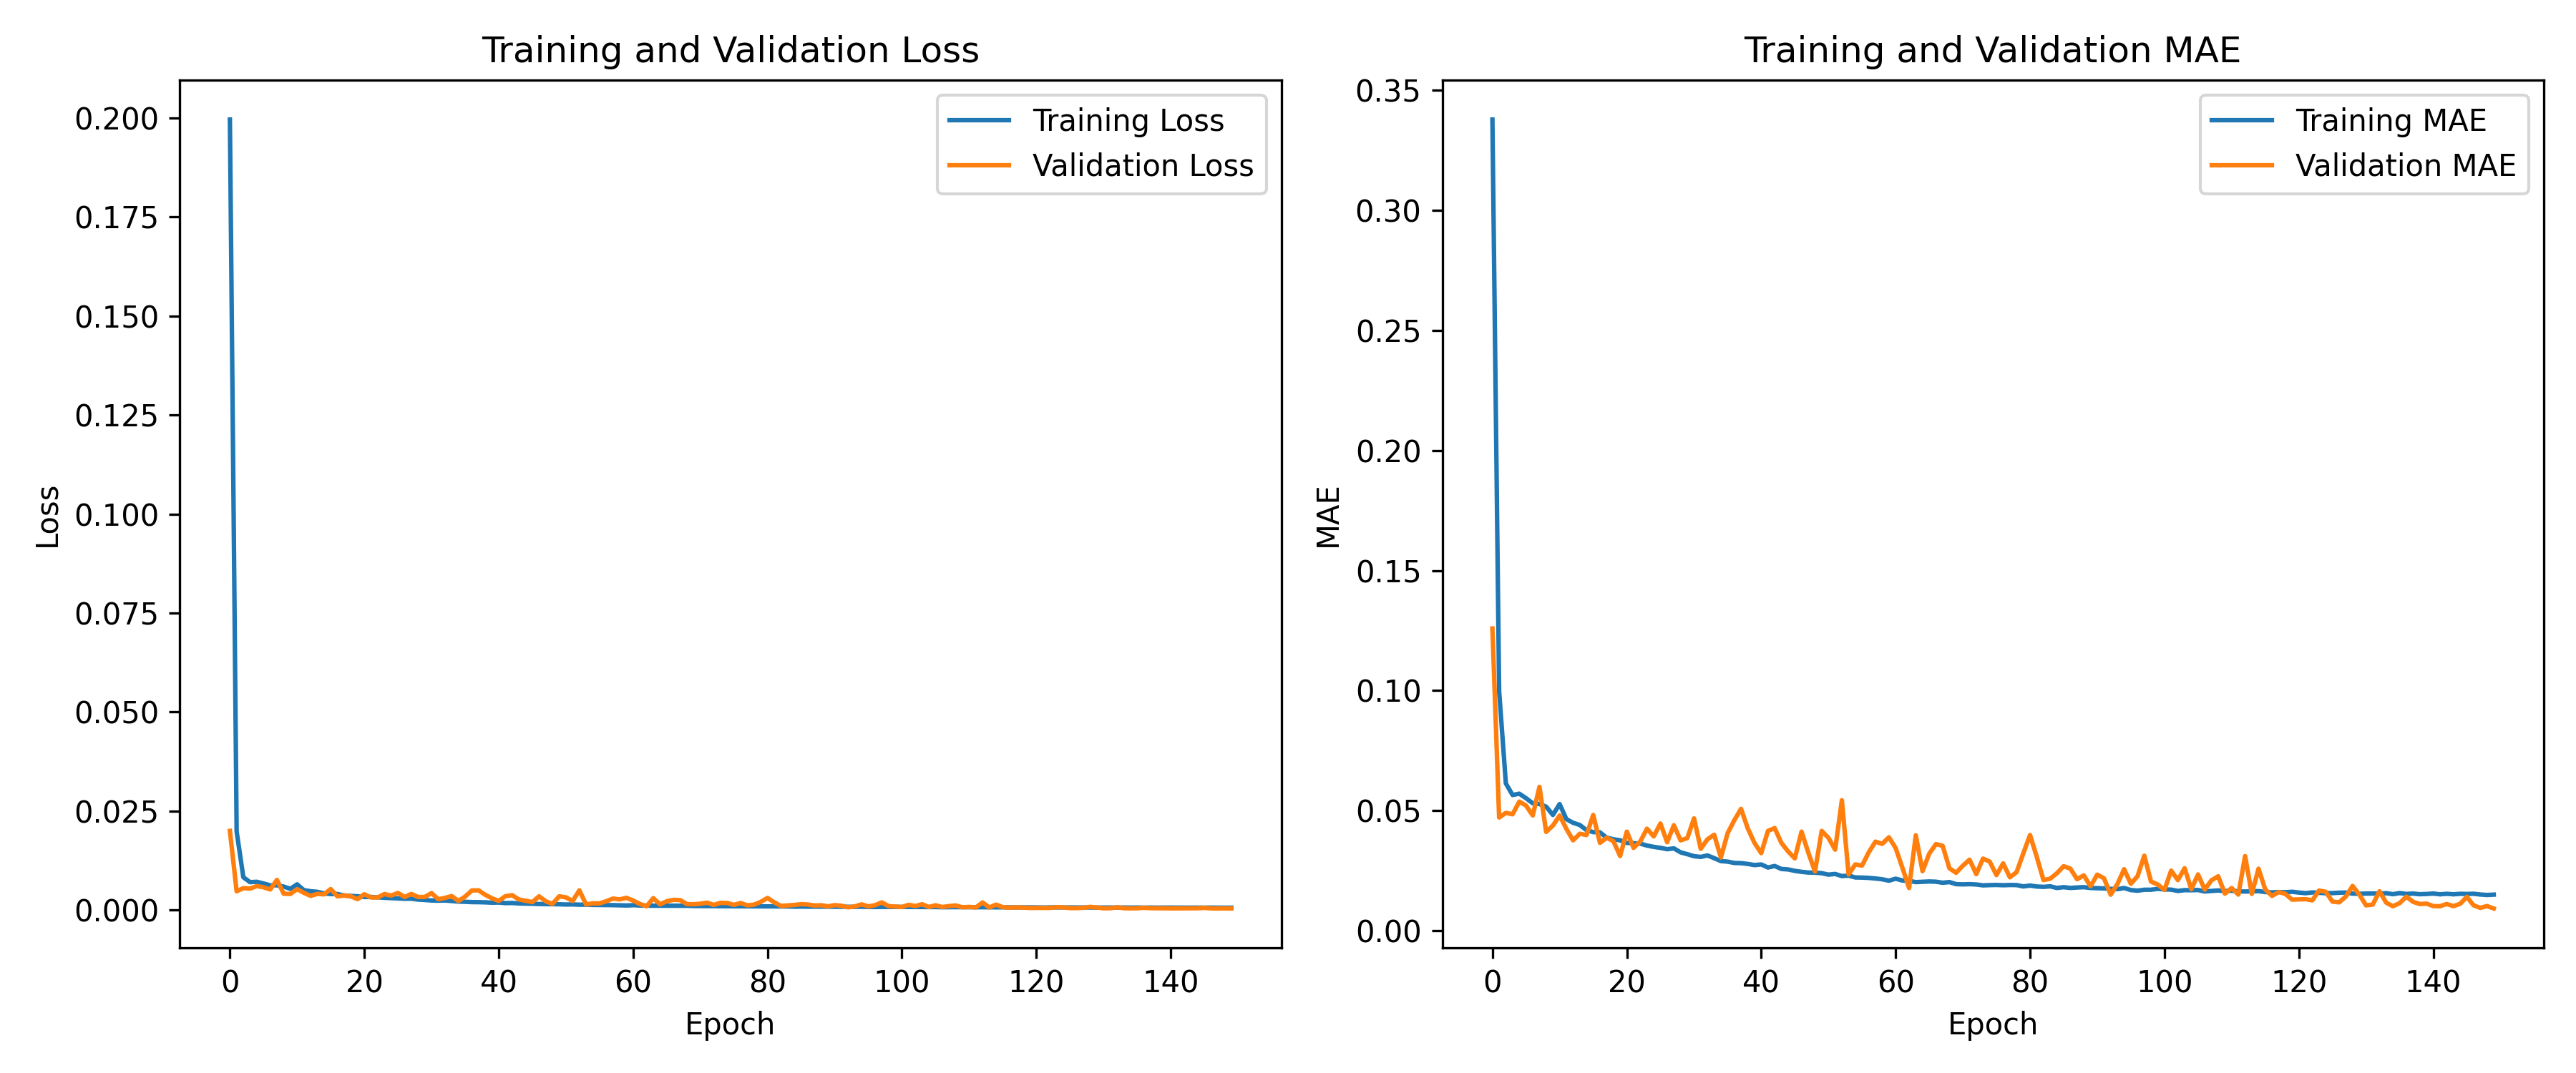 Training and Validation Loss
0.200
0.175
0.150
0.125
0.100
0.075
0.050
0.025
0.000
Loss
Training Loss
Validation Loss
0 20 40 60 80 100 120 140
Epoch
Training and Validation MAE
0.35
0.30
0.25
0.20
0.15
0.10
0.05
0.00
MAE
Training MAE
Validation MAE
0 20 40 60 80 100 120 140
Epoch